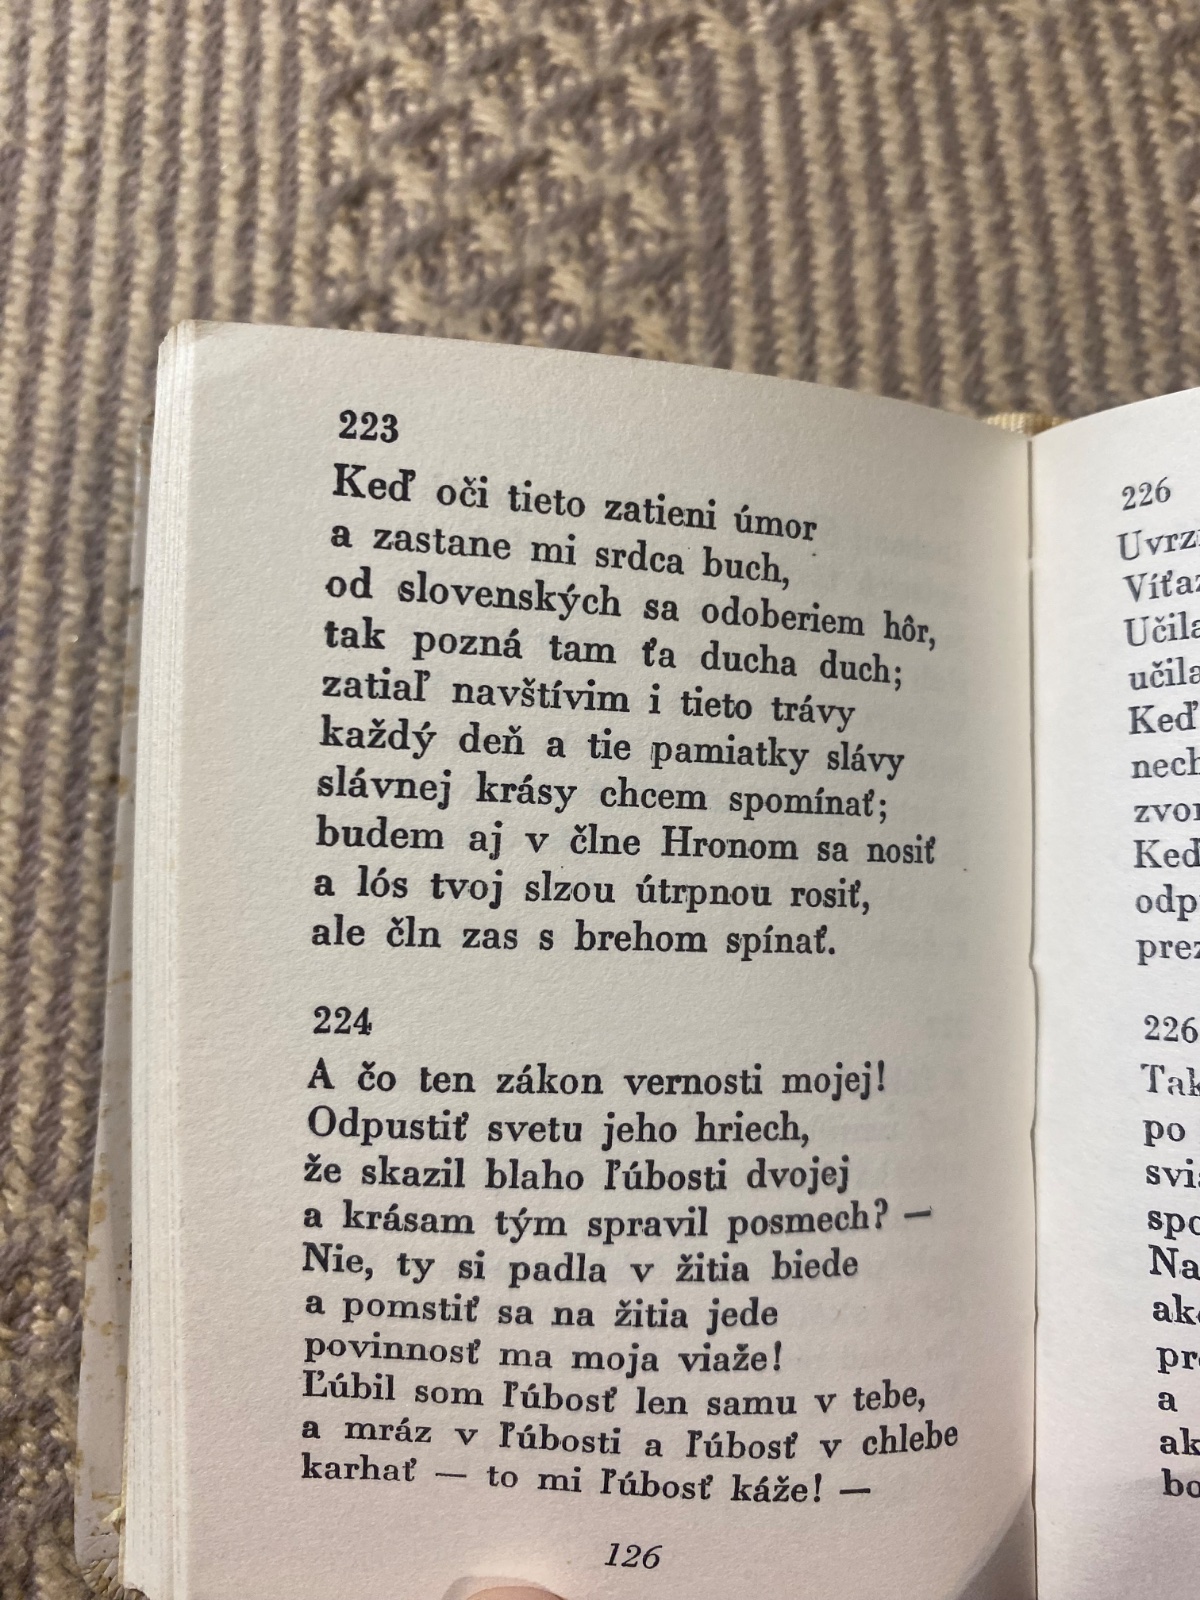 223
Keď oči tieto zatieni úmor
a zastane mi srdca buch,
od slovenských sa odoberiem hôr,
tak pozná tam ťa ducha duch;
zatiaľ navštívim i tieto trávy
každý deň a tie pamiatky slávy
slávnej krásy chcem spomínať;
budem aj v člne Hronom sa nosiť
a lós tvoj slzou útrpnou rosiť,
ale čln zas s brehom spínať.
224
A čo ten zákon vernosti mojej!
Odpustiť svetu jeho hriech,
že skazil blaho ľúbosti dvojej
a krásam tým spravil posmech? —
Nie, ty si padla v žitia biede
a pomstiť sa na žitia jede
povinnosť ma moja viaže!
Ľúbil som ľúbosť len samu v tebe,
a mráz v ľúbosti a ľúbosť v chlebe
karhať — to mi ľúbosť káže! —
126
226
Učila
učila
Keď
226
po
a